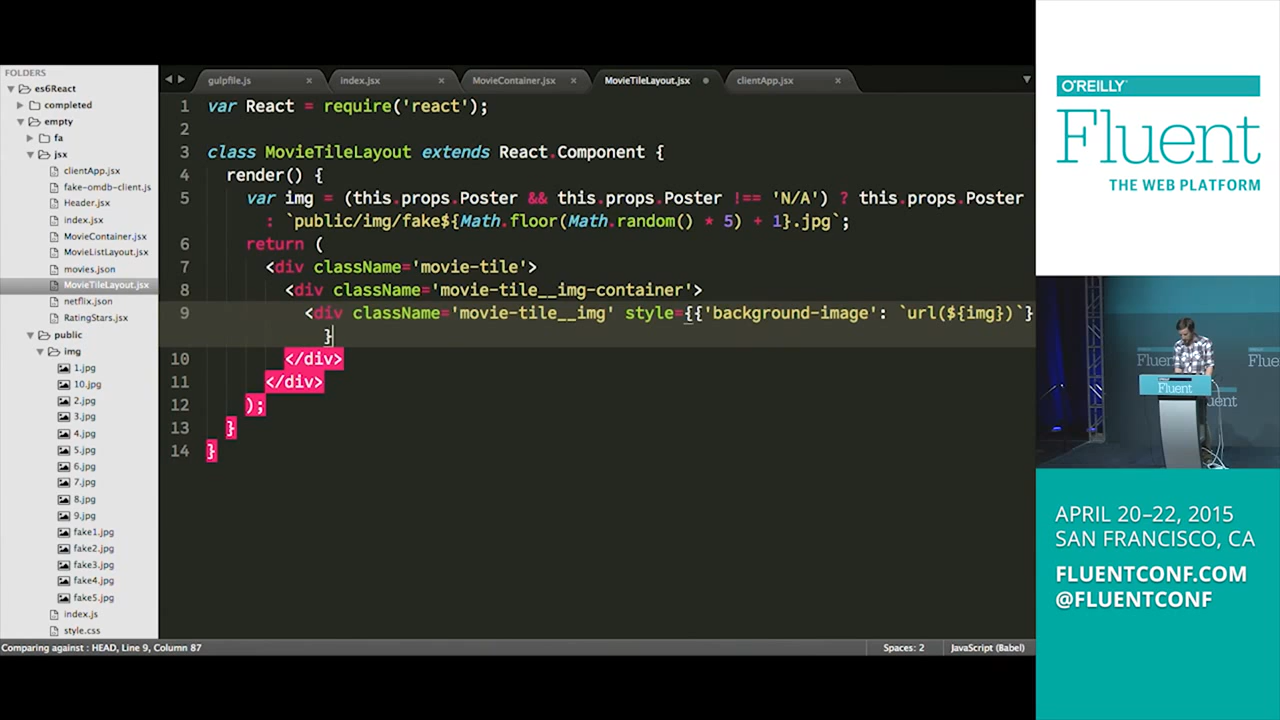 FOLDERS
es6React
completed
empty
fa
jsx
clientApp.jsx
fake-omdb-client.js
Header.jsx
index.jsx
MovieContainer.jsx
MovieListLayout.jsx
movies.json
MovieTileLayout.jsx
netflix.json
RatingStars.jsx
public
img
1.jpg
10.jpg
2.jpg
3.jpg
4.jpg
5.jpg
6.jpg
7.jpg
8.jpg
9.jpg
fake1.jpg
fake2.jpg
fake3.jpg
fake4.jpg
fake5.jpg
index.js
style.css
gulpfile.js × index.jsx × MovieContainer.jsx × MovieTileLayout.jsx clientApp.jsx ×
1 var React = require('react');
2
3 class MovieTileLayout extends React.Component {
4 render() {
5 var img = (this.props.Poster && this.props.Poster !== 'N/A') ? this.props.Poster
: `public/img/fake${Math.floor(Math.random() * 5) + 1}.jpg`;
6 return (
7 <div className='movie-tile'>
8 <div className='movie-tile__img-container'>
9 <div className='movie-tile__img' style={{'background-image': `url(${img})`}
}
10 </div>
11 </div>
12 );
13 }
14 }
Comparing against : HEAD, Line 9, Column 87
Spaces: 2
JavaScript (Babel)
O'REILLY
Fluent
THE WEB PLATFORM
Fluent
Fluent
Fluent
APRIL 20–22, 2015
SAN FRANCISCO, CA
FLUENTCONF.COM
@FLUENTCONF